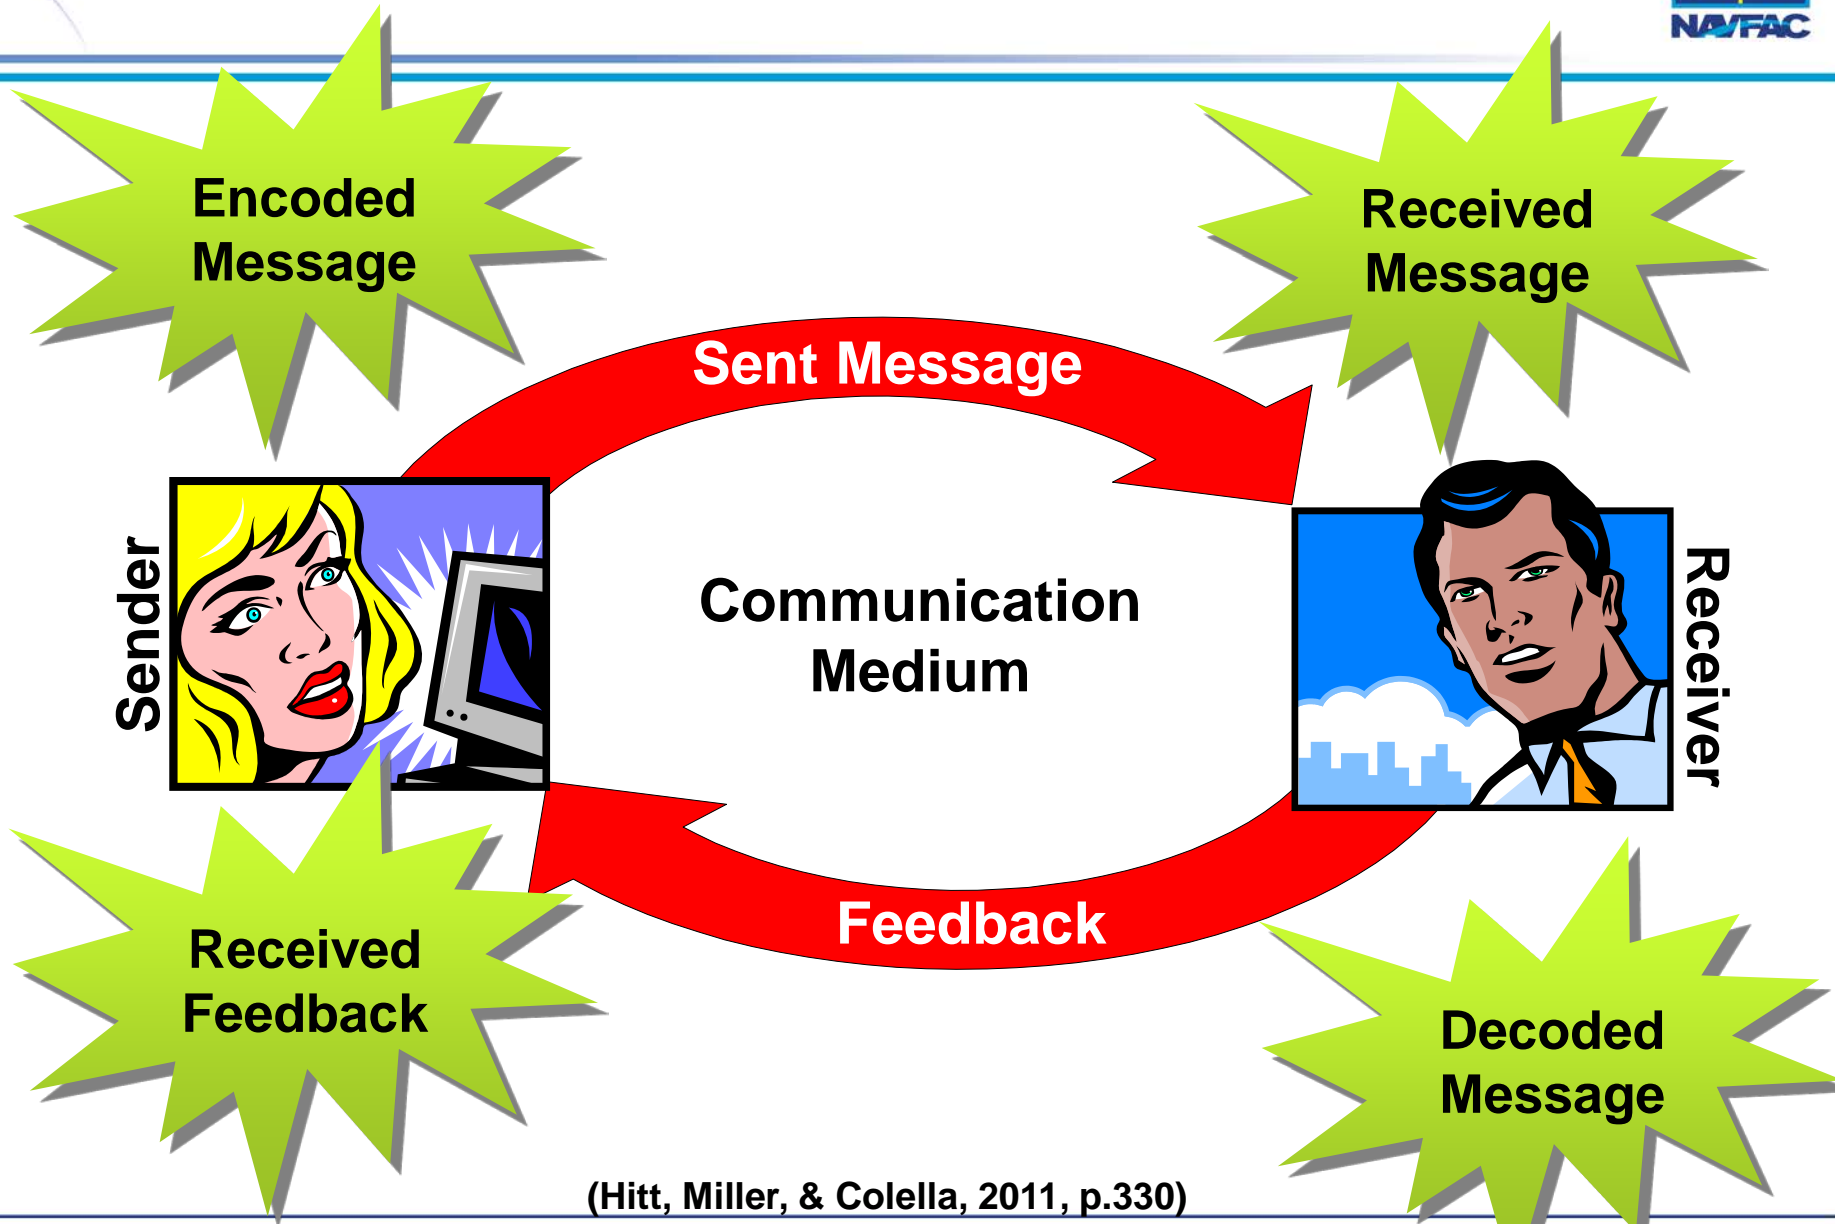 NAVFAC
Encoded
Message
Received
Message
Sent Message
Sender
Communication
Medium
Receiver
Feedback
Received
Feedback
Decoded
Message
(Hitt, Miller, & Colella, 2011, p.330)